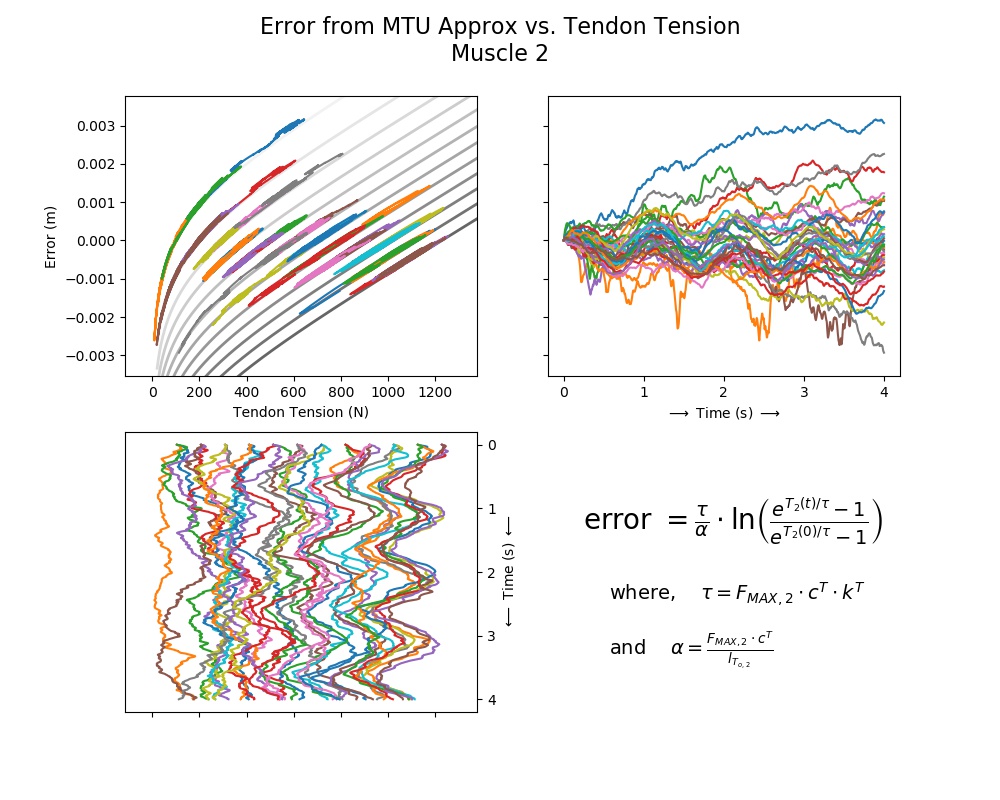 Error from MTU Approx vs. Tendon Tension
Muscle 2
Error (m)
0.003
0.002
0.001
0.000
−0.001
−0.002
−0.003
0 200 400 600 800 1000 1200
Tendon Tension (N)
0 1 2 3 4
⟶ Time (s) ⟶
0
1
2
3
4
⟵ Time (s) ⟵
error = τ/α · ln((e^{T₂(t)/τ} − 1)/(e^{T₂(0)/τ} − 1))
where, τ = F_{MAX,2} · c^T · k^T
and α = (F_{MAX,2} · c^T)/(l_{T_{o,2}})